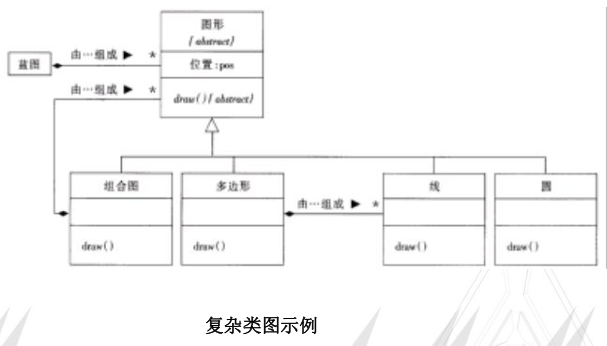 图形
{abstract}
位置:pos
draw(){abstract}
蓝图
由…组成 ▶ *
由…组成 ▶ *
组合图
draw()
多边形
draw()
由…组成 ▶ *
线
draw()
圆
draw()
复杂类图示例